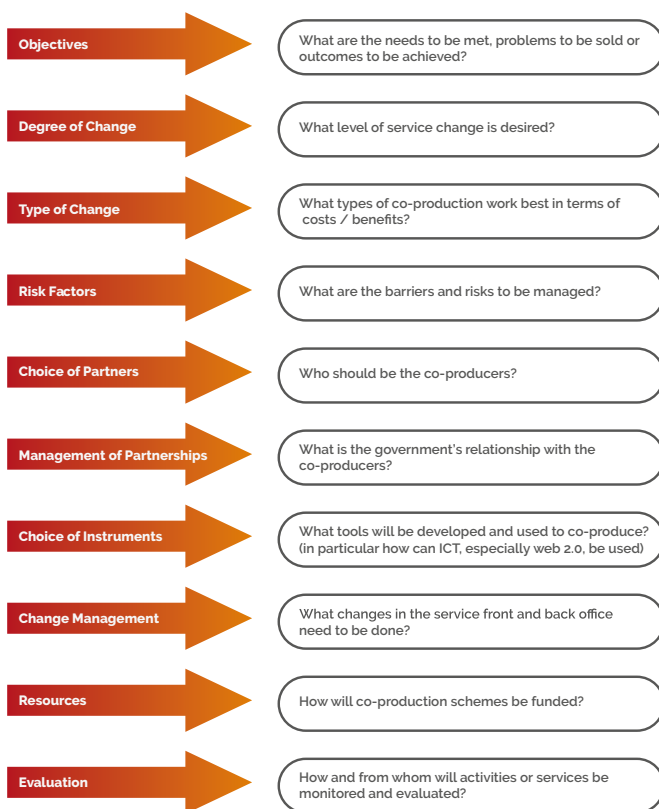 Objectives
What are the needs to be met, problems to be sold or
outcomes to be achieved?
Degree of Change
What level of service change is desired?
Type of Change
What types of co-production work best in terms of
costs / benefits?
Risk Factors
What are the barriers and risks to be managed?
Choice of Partners
Who should be the co-producers?
Management of Partnerships
What is the government's relationship with the
co-producers?
Choice of Instruments
What tools will be developed and used to co-produce?
(in particular how can ICT, especially web 2.0, be used)
Change Management
What changes in the service front and back office
need to be done?
Resources
How will co-production schemes be funded?
Evaluation
How and from whom will activities or services be
monitored and evaluated?